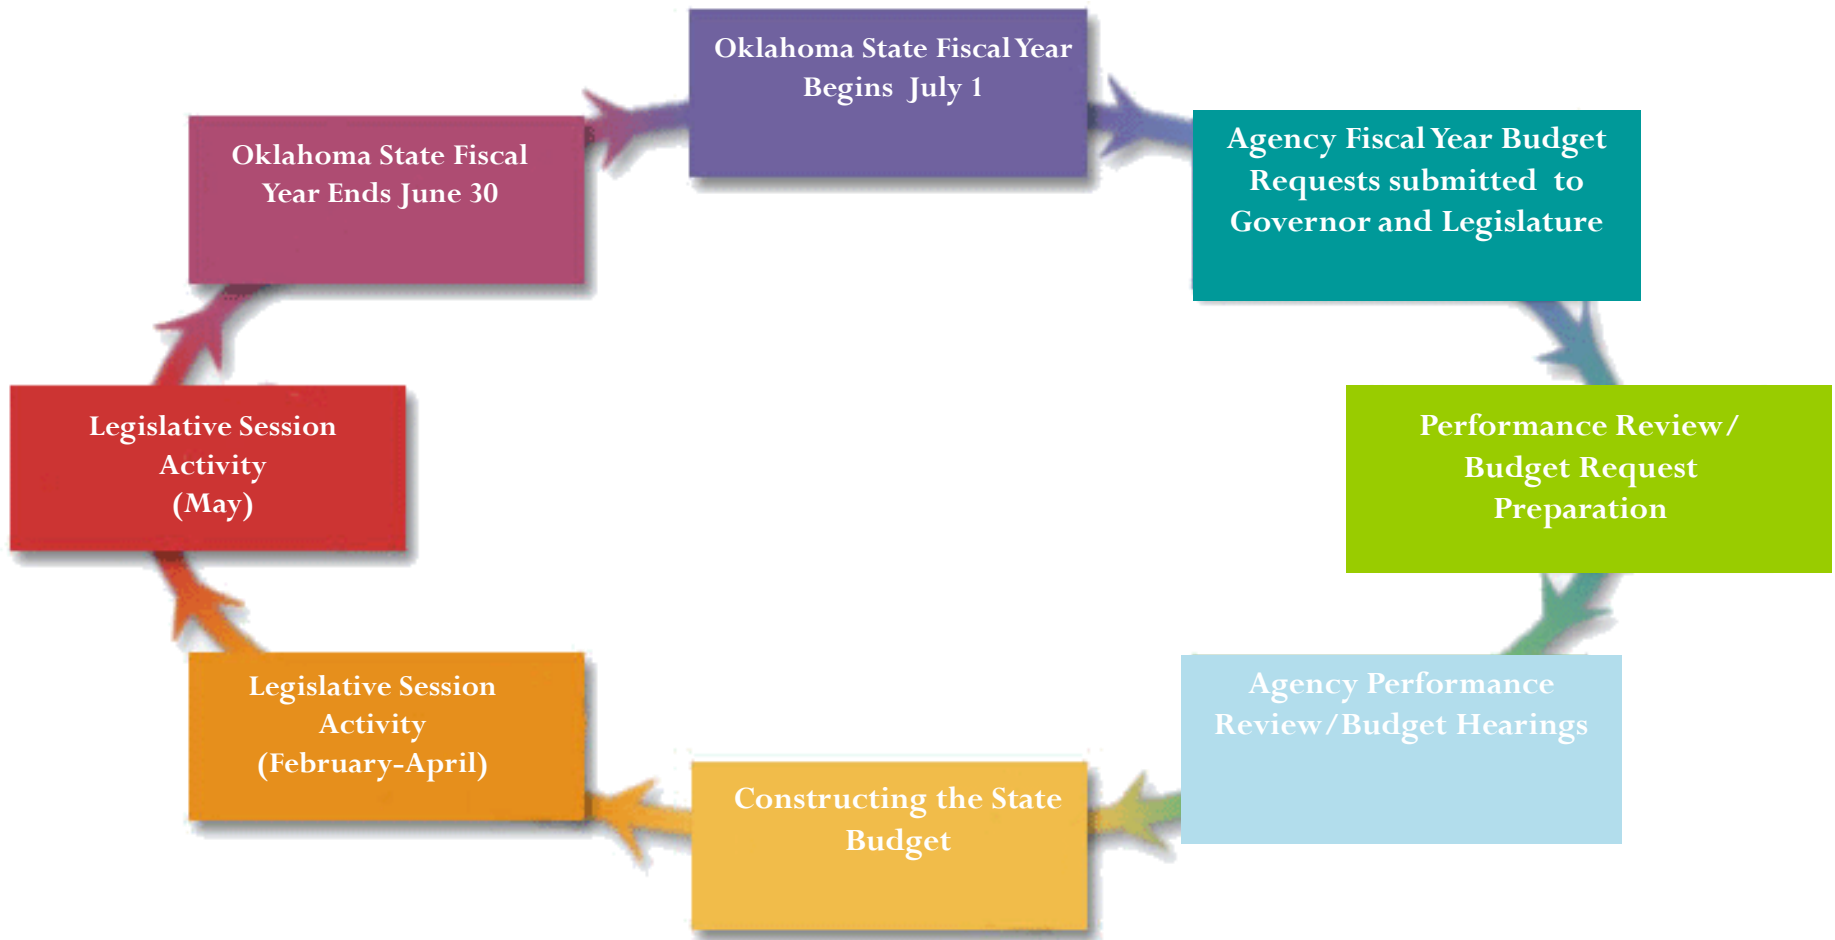 Oklahoma State Fiscal Year
Begins July 1
Agency Fiscal Year Budget
Requests submitted to
Governor and Legislature
Performance Review/
Budget Request
Preparation
Agency Performance
Review/Budget Hearings
Constructing the State
Budget
Legislative Session
Activity
(February-April)
Legislative Session
Activity
(May)
Oklahoma State Fiscal
Year Ends June 30